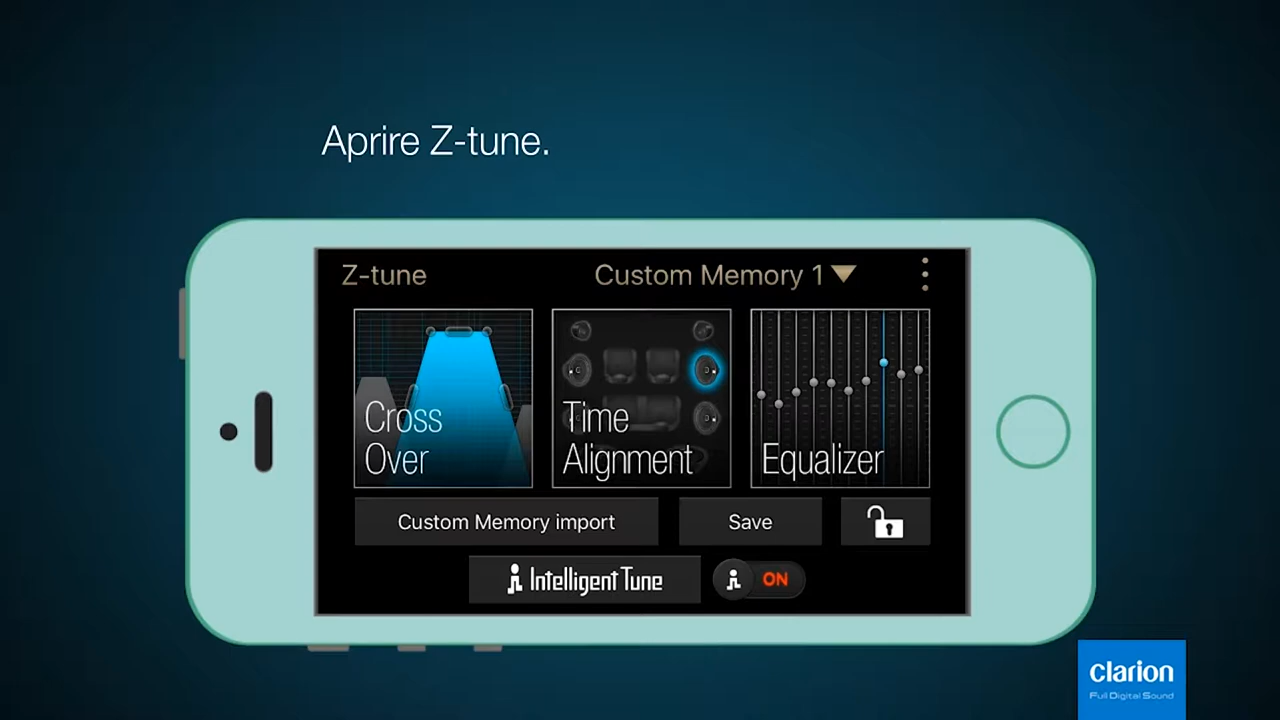 Aprire Z-tune.
Z-tune
Custom Memory 1
Cross
Over
Time
Alignment
Equalizer
Custom Memory import
Save
Intelligent Tune
ON
clarion
Full Digital Sound